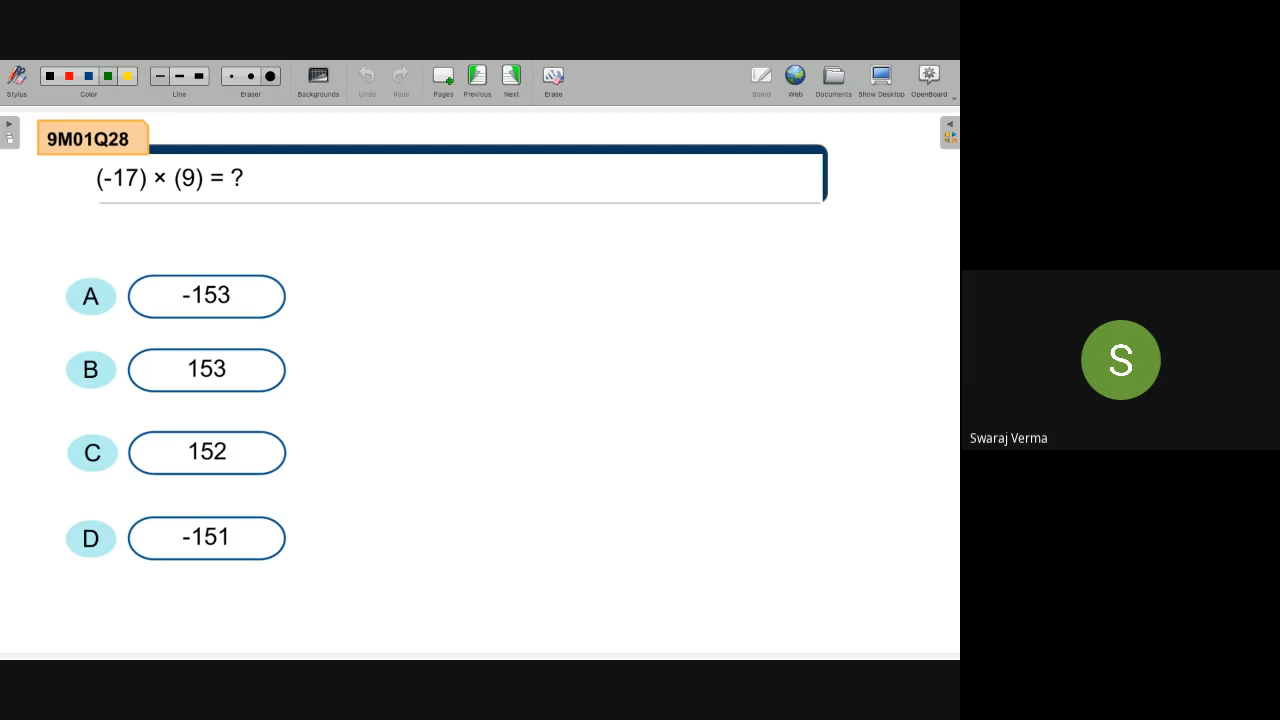 Stylus
Color
Line
Eraser
Backgrounds
Undo
Redo
Pages
Previous
Next
Erase
Board
Web
Documents
Show Desktop
OpenBoard
9M01Q28
(-17) × (9) = ?
A
-153
B
153
C
152
D
-151
S
Swaraj Verma